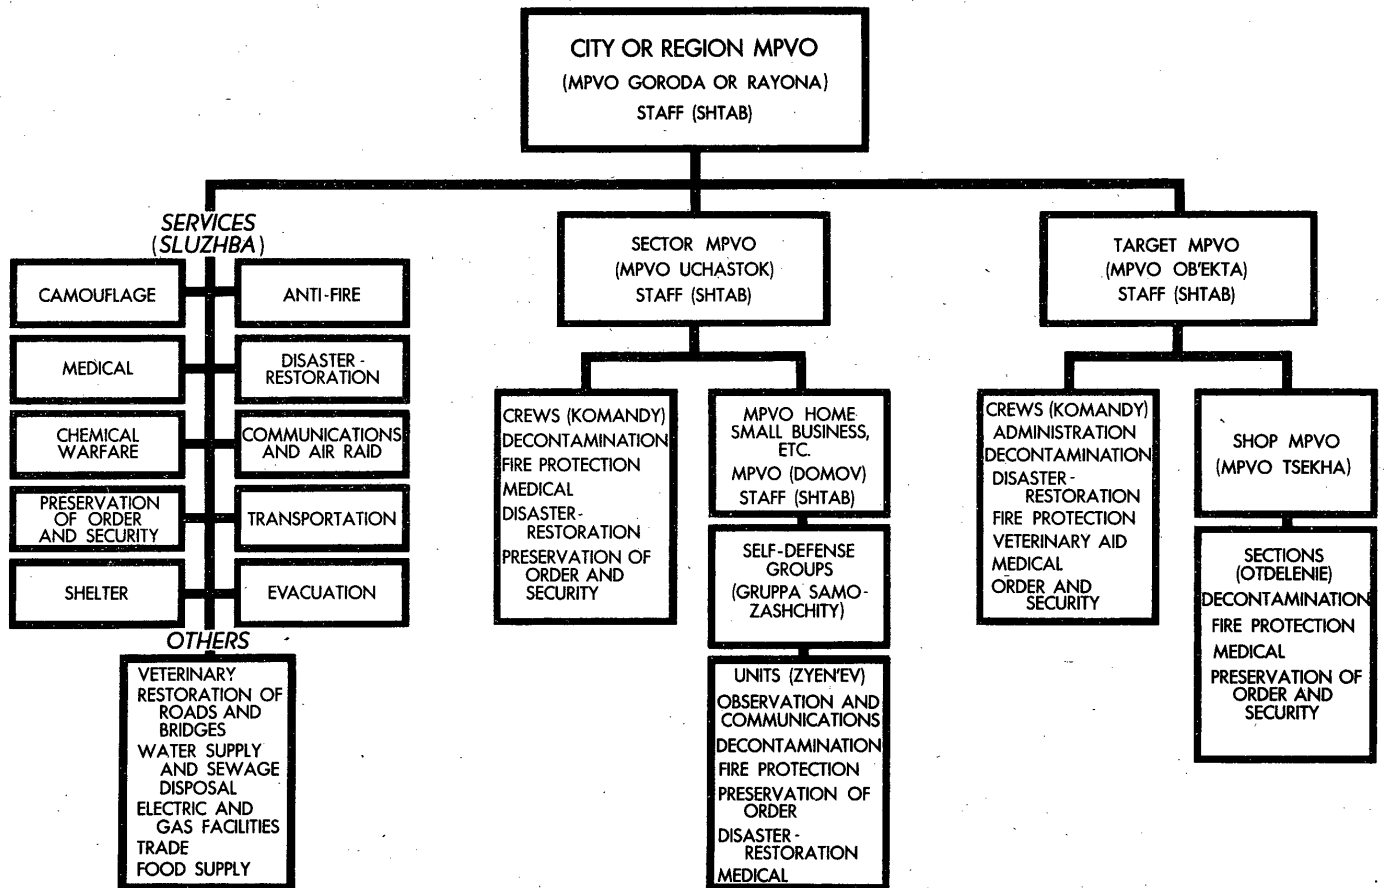 CITY OR REGION MPVO
(MPVO GORODA OR RAYONA)
STAFF (SHTAB)
SERVICES
(SLUZHBA)
CAMOUFLAGE
ANTI-FIRE
MEDICAL
DISASTER-
RESTORATION
CHEMICAL
WARFARE
COMMUNICATIONS
AND AIR RAID
PRESERVATION
OF ORDER
AND SECURITY
TRANSPORTATION
SHELTER
EVACUATION
OTHERS
VETERINARY
RESTORATION OF
ROADS AND
BRIDGES
WATER SUPPLY
AND SEWAGE
DISPOSAL
ELECTRIC AND
GAS FACILITIES
TRADE
FOOD SUPPLY
SECTOR MPVO
(MPVO UCHASTOK)
STAFF (SHTAB)
CREWS (KOMANDY)
DECONTAMINATION
FIRE PROTECTION
MEDICAL
DISASTER-
RESTORATION
PRESERVATION OF
ORDER AND
SECURITY
MPVO HOME
SMALL BUSINESS,
ETC.
MPVO (DOMOV)
STAFF (SHTAB)
SELF-DEFENSE
GROUPS
(GRUPPA SAMO-
ZASHCHITY)
UNITS (ZYEN'EV)
OBSERVATION AND
COMMUNICATIONS
DECONTAMINATION
FIRE PROTECTION
PRESERVATION OF
ORDER
DISASTER-
RESTORATION
MEDICAL
TARGET MPVO
(MPVO OB'EKTA)
STAFF (SHTAB)
CREWS (KOMANDY)
ADMINISTRATION
DECONTAMINATION
DISASTER-
RESTORATION
FIRE PROTECTION
VETERINARY AID
MEDICAL
ORDER AND
SECURITY
SHOP MPVO
(MPVO TSEKHA)
SECTIONS
(OTDELENIE)
DECONTAMINATION
FIRE PROTECTION
MEDICAL
PRESERVATION OF
ORDER AND
SECURITY